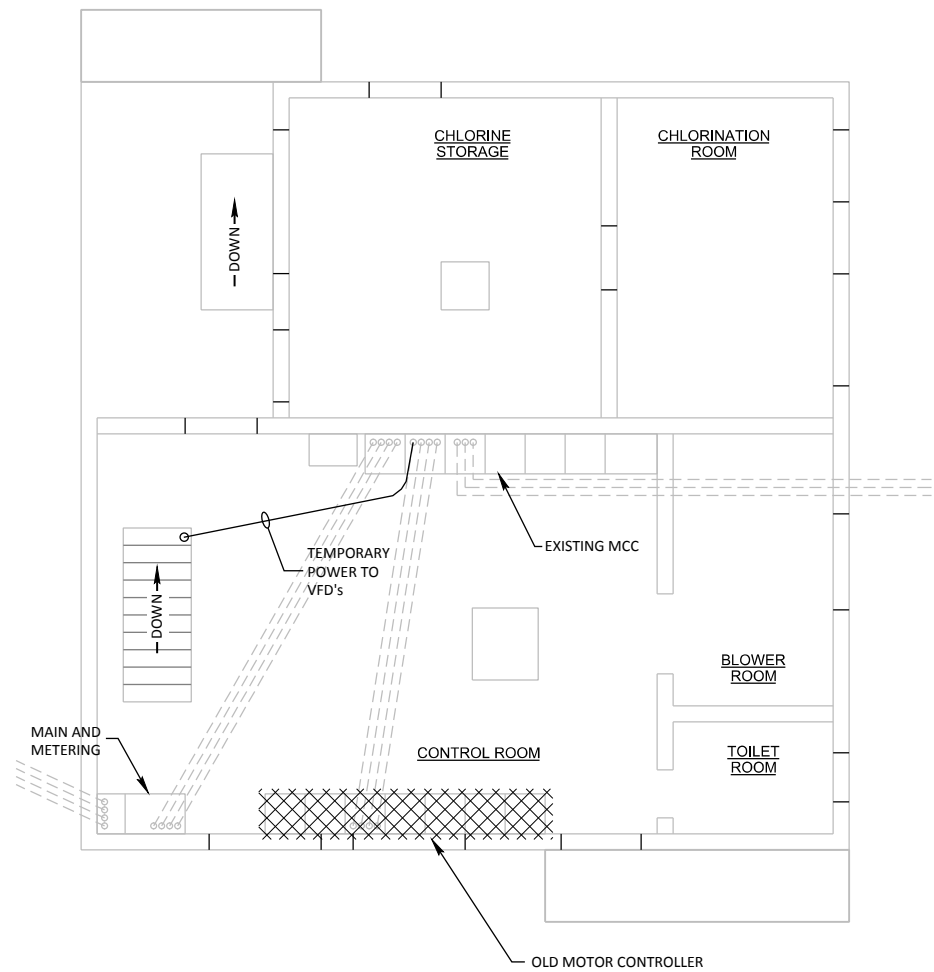 CHLORINE
STORAGE
CHLORINATION
ROOM
DOWN
TEMPORARY
POWER TO
VFD's
EXISTING MCC
DOWN
BLOWER
ROOM
MAIN AND
METERING
CONTROL ROOM
TOILET
ROOM
OLD MOTOR CONTROLLER